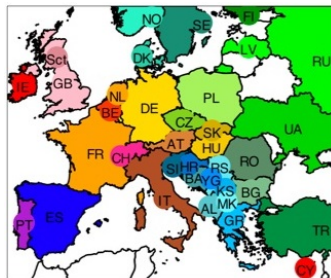 NO
SE
FI
Sct
DK
LV
RU
IE
GB
NL
BE
DE
PL
CZ
UA
FR
CH
AT
SK
HU
SI
HR
RS
RO
BA
YG
IT
KS
BG
PT
ES
AL
MK
GR
TR
CY